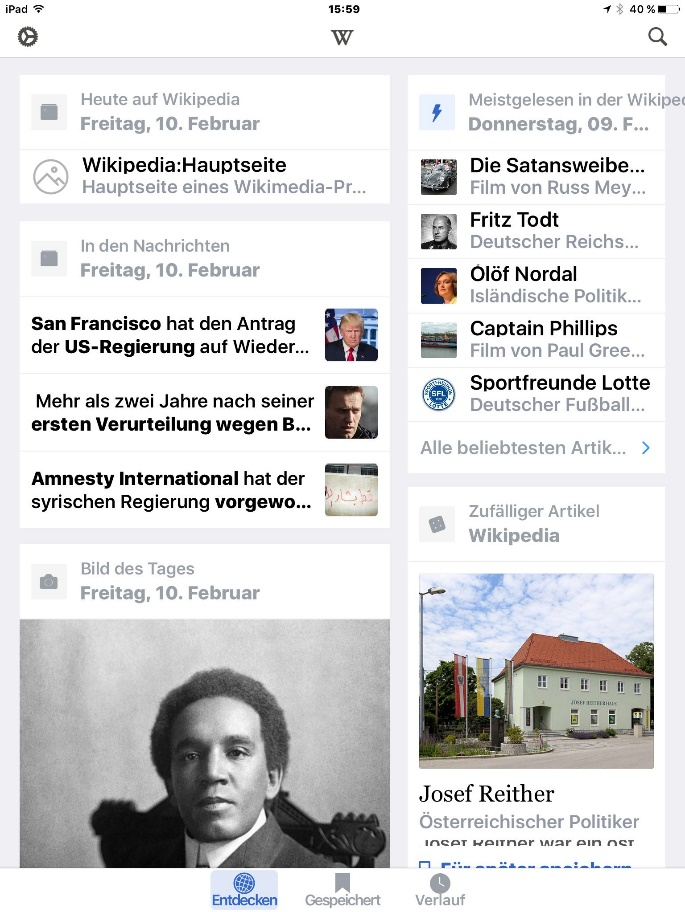 iPad 15:59 40 %
W
Heute auf Wikipedia
Freitag, 10. Februar
Wikipedia:Hauptseite
Hauptseite eines Wikimedia-Pr...
In den Nachrichten
Freitag, 10. Februar
San Francisco hat den Antrag
der US-Regierung auf Wieder...
Mehr als zwei Jahre nach seiner
ersten Verurteilung wegen B...
Amnesty International hat der
syrischen Regierung vorgewo...
Bild des Tages
Freitag, 10. Februar
Meistgelesen in der Wikiped
Donnerstag, 09. F...
Die Satansweibe...
Film von Russ Mey...
Fritz Todt
Deutscher Reichs...
Ólöf Nordal
Isländische Politik...
Captain Phillips
Film von Paul Gree...
SFL
LOTTE
Sportfreunde Lotte
Deutscher Fußball...
Alle beliebtesten Artik...
Zufälliger Artikel
Wikipedia
JOSEF REITHER HAUS
Josef Reither
Österreichischer Politiker
Josef Reither war ein öst
Für später speichern
Entdecken
Gespeichert
Verlauf